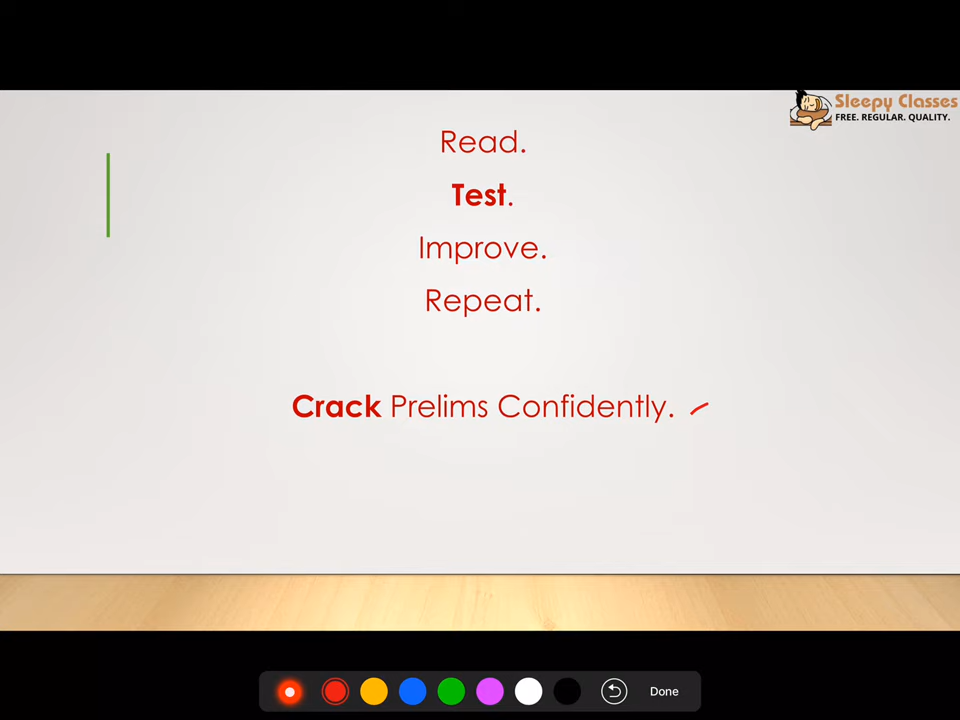 Sleepy Classes
FREE. REGULAR. QUALITY.
Read.
Test.
Improve.
Repeat.
Crack Prelims Confidently.
Done